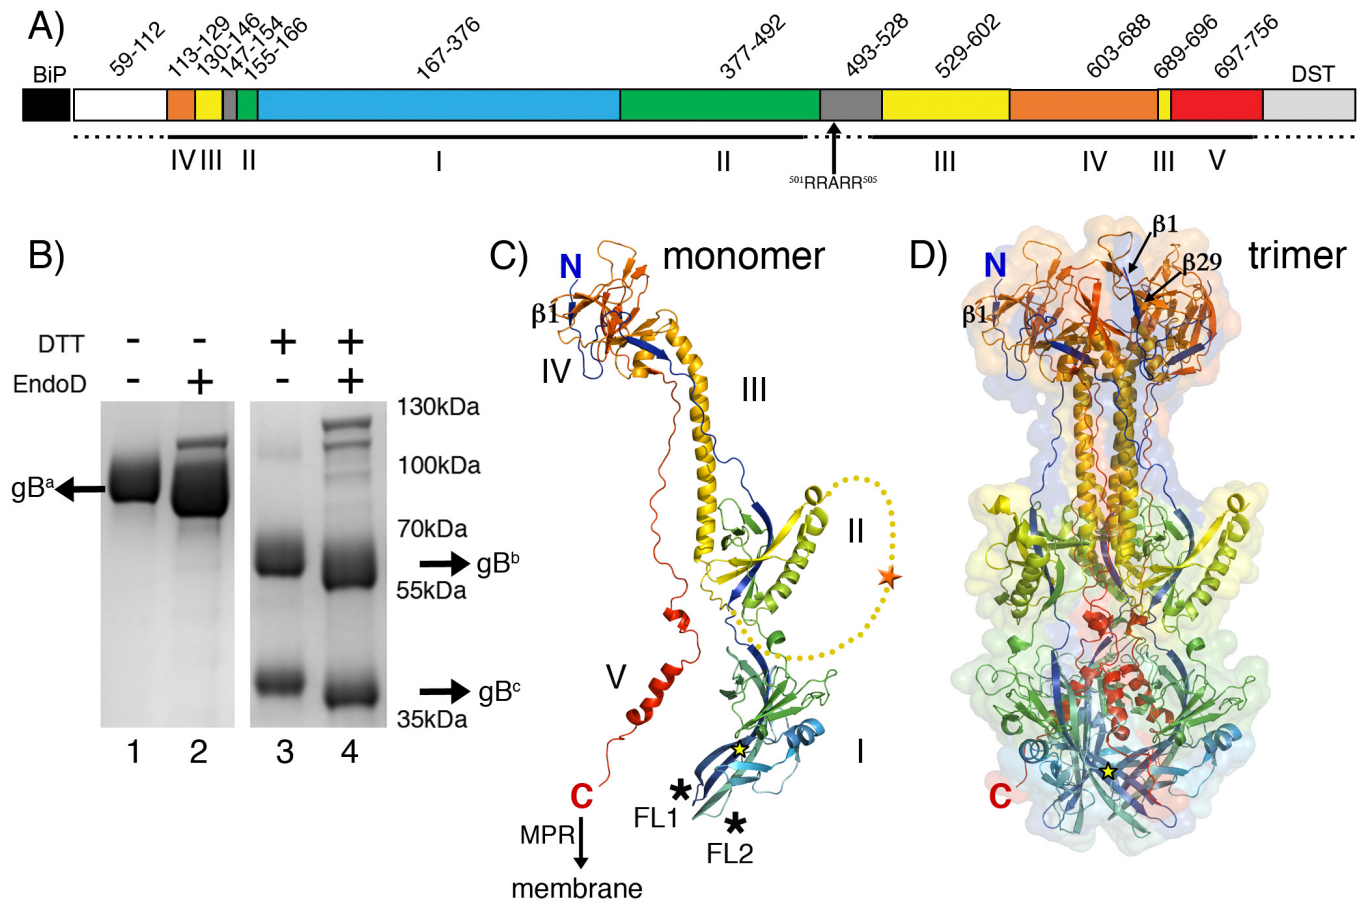 A)
BiP
59-112
113-129
130-146
147-154
155-166
167-376
377-492
493-528
529-602
603-688
689-696
697-756
DST
IV III II I II III IV III V
⁵⁰¹RRARR⁵⁰⁵
B)
DTT - - + +
EndoD - + - +
130kDa
100kDa
70kDa
55kDa
35kDa
gBᵃ
gBᵇ
gBᶜ
1 2 3 4
C) monomer
N
β1
IV
III
II
V
I
C
FL1 *
* FL2
MPR
membrane
D) trimer
N
β1
β29
β1
C